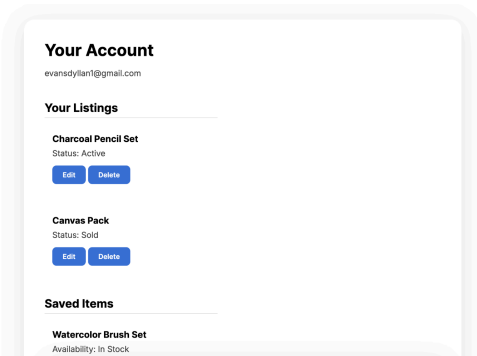 Your Account
evansdyllan1@gmail.com
Your Listings
Charcoal Pencil Set
Status: Active
Edit Delete
Canvas Pack
Status: Sold
Edit Delete
Saved Items
Watercolor Brush Set
Availability: In Stock